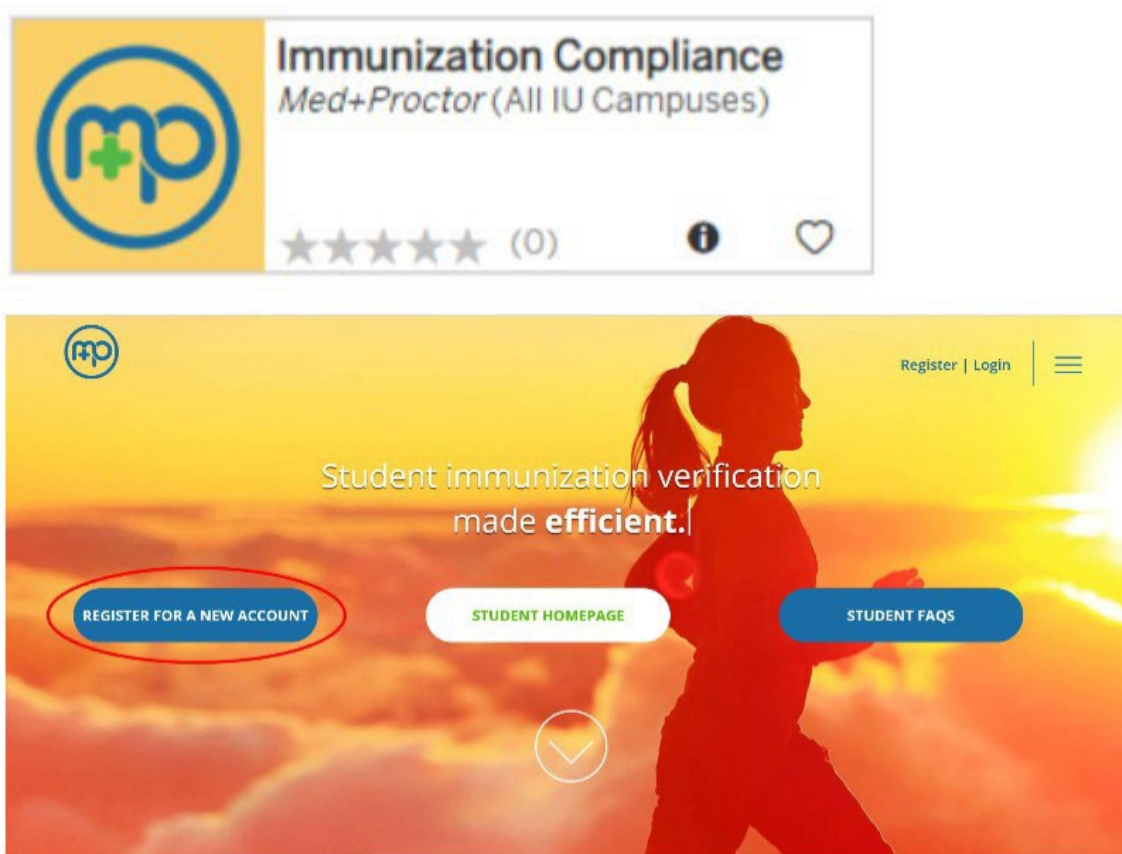 m+p
Immunization Compliance
Med+Proctor (All IU Campuses)
(0)
i
m+p
Register | Login
Student immunization verification
made efficient.
REGISTER FOR A NEW ACCOUNT
STUDENT HOMEPAGE
STUDENT FAQS